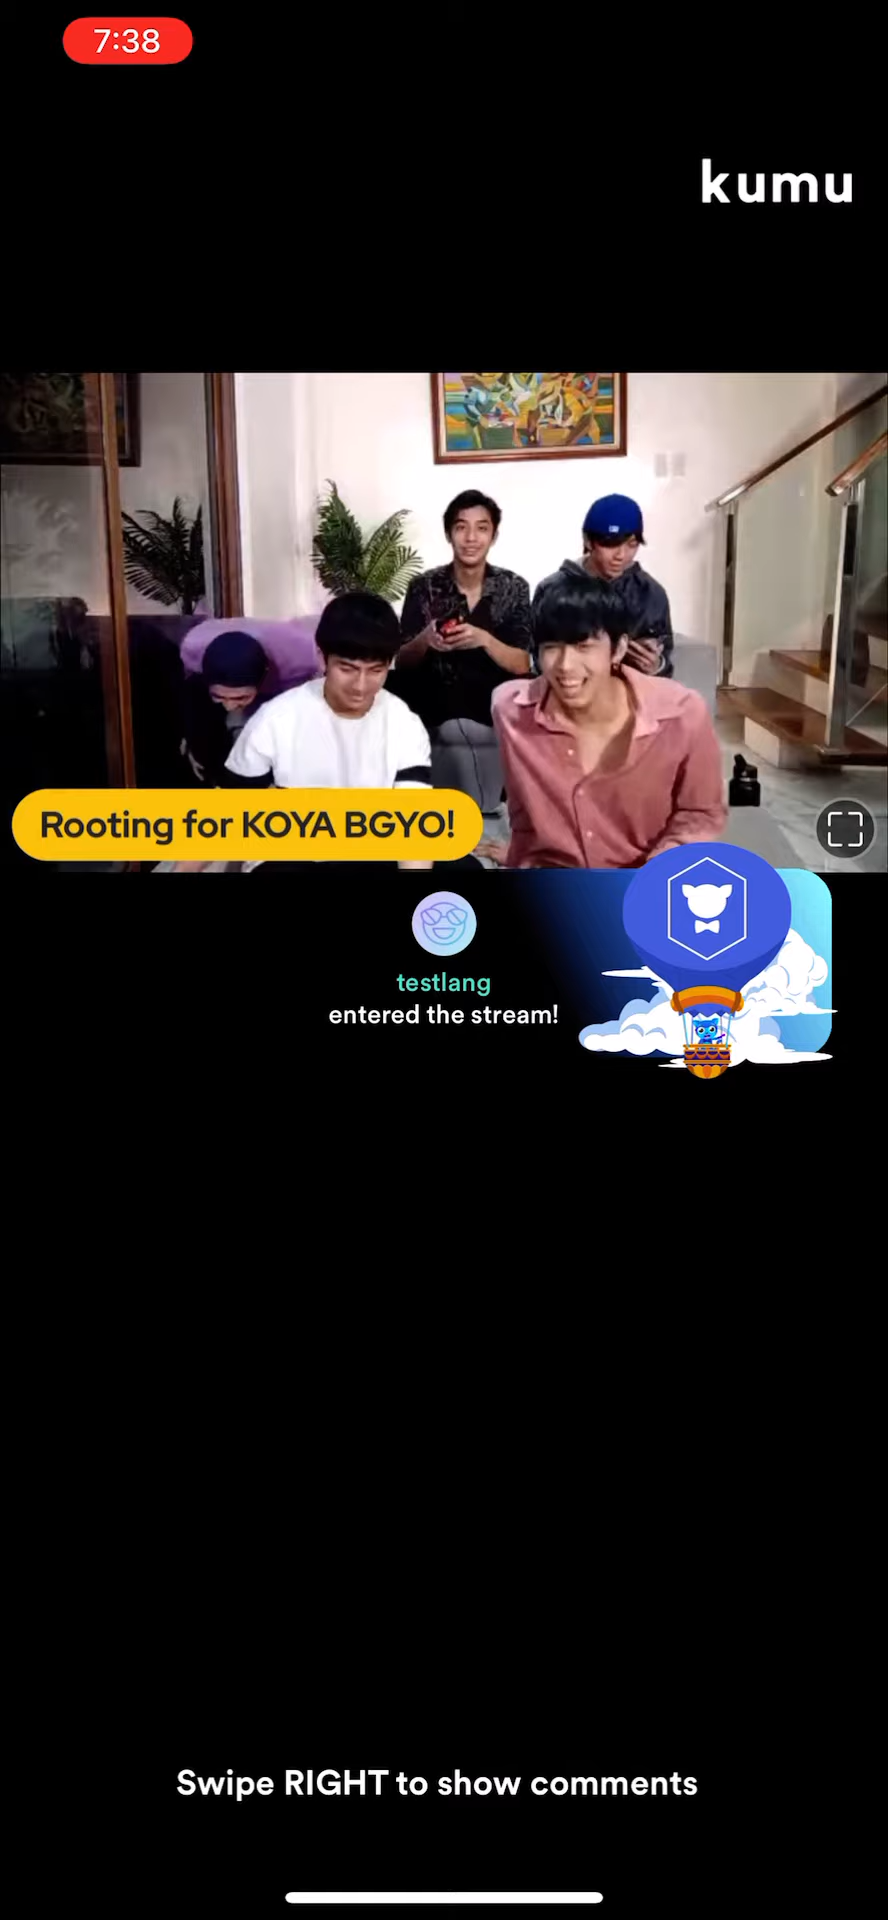 7:38
kumu
Rooting for KOYA BGYO!
testlang
entered the stream!
Swipe RIGHT to show comments